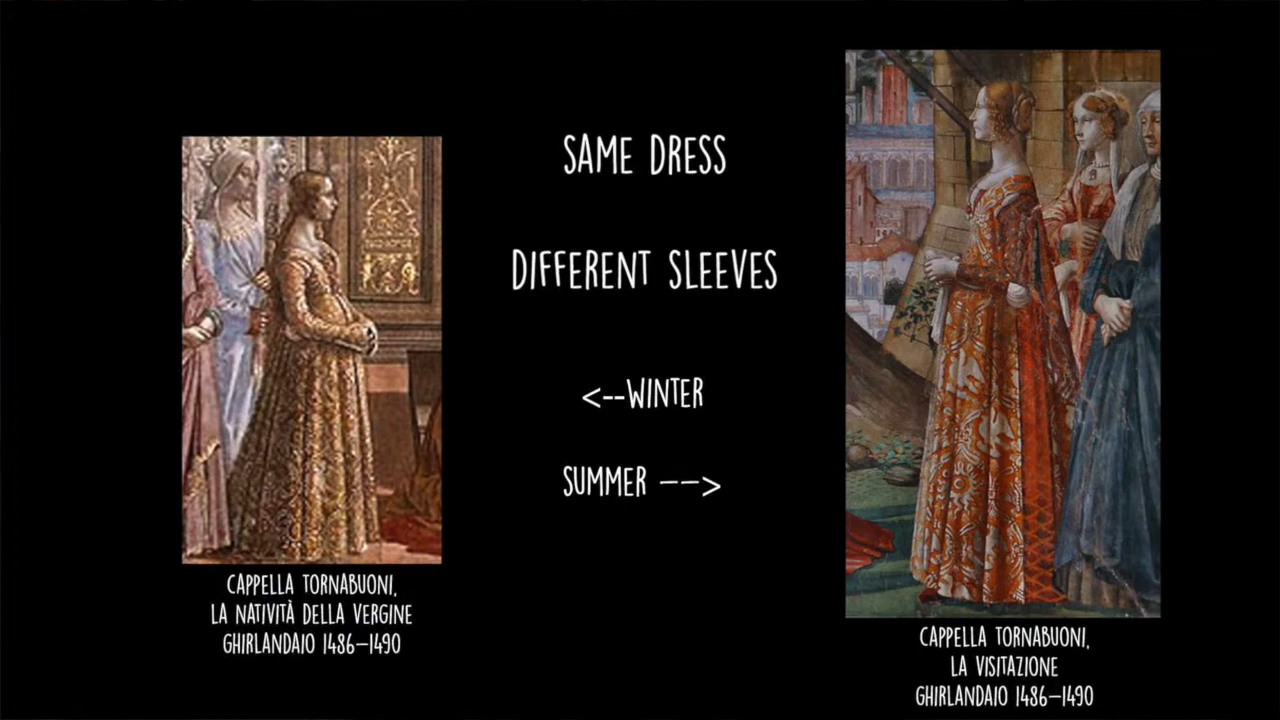 SAME DRESS
DIFFERENT SLEEVES
<--WINTER
SUMMER -->
CAPPELLA TORNABUONI,
LA NATIVITÀ DELLA VERGINE
GHIRLANDAIO 1486-1490
CAPPELLA TORNABUONI,
LA VISITAZIONE
GHIRLANDAIO 1486-1490